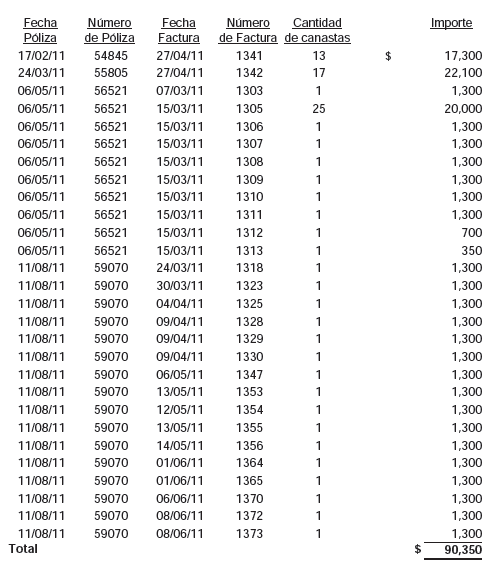 Fecha Número Fecha Número Cantidad Importe
Póliza de Póliza Factura de Factura de canastas
17/02/11 54845 27/04/11 1341 13 $ 17,300
24/03/11 55805 27/04/11 1342 17 22,100
06/05/11 56521 07/03/11 1303 1 1,300
06/05/11 56521 15/03/11 1305 25 20,000
06/05/11 56521 15/03/11 1306 1 1,300
06/05/11 56521 15/03/11 1307 1 1,300
06/05/11 56521 15/03/11 1308 1 1,300
06/05/11 56521 15/03/11 1309 1 1,300
06/05/11 56521 15/03/11 1310 1 1,300
06/05/11 56521 15/03/11 1311 1 1,300
06/05/11 56521 15/03/11 1312 1 700
06/05/11 56521 15/03/11 1313 1 350
11/08/11 59070 24/03/11 1318 1 1,300
11/08/11 59070 30/03/11 1323 1 1,300
11/08/11 59070 04/04/11 1325 1 1,300
11/08/11 59070 09/04/11 1328 1 1,300
11/08/11 59070 09/04/11 1329 1 1,300
11/08/11 59070 09/04/11 1330 1 1,300
11/08/11 59070 06/05/11 1347 1 1,300
11/08/11 59070 13/05/11 1353 1 1,300
11/08/11 59070 12/05/11 1354 1 1,300
11/08/11 59070 13/05/11 1355 1 1,300
11/08/11 59070 14/05/11 1356 1 1,300
11/08/11 59070 01/06/11 1364 1 1,300
11/08/11 59070 01/06/11 1365 1 1,300
11/08/11 59070 06/06/11 1370 1 1,300
11/08/11 59070 08/06/11 1372 1 1,300
11/08/11 59070 08/06/11 1373 1 1,300
Total $ 90,350